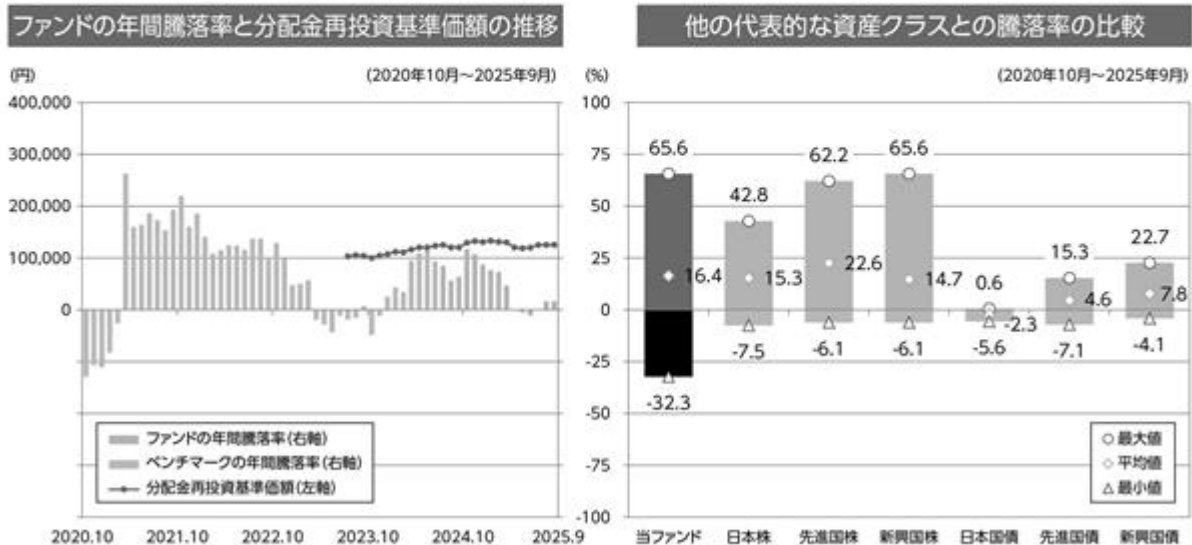 ファンドの年間騰落率と分配金再投資基準価額の推移
(円)
(2020年10月～2025年9月)
400,000
300,000
200,000
100,000
0
ファンドの年間騰落率(右軸)
ベンチマークの年間騰落率(右軸)
分配金再投資基準価額(左軸)
2020.10
2021.10
2022.10
2023.10
2024.10
2025.9
他の代表的な資産クラスとの騰落率の比較
(%)
(2020年10月～2025年9月)
100
75
50
25
0
-25
-50
-75
-100
65.6
16.4
-32.3
42.8
15.3
-7.5
62.2
22.6
-6.1
65.6
14.7
-6.1
0.6
-2.3
-5.6
15.3
4.6
-7.1
22.7
7.8
-4.1
最大値
平均値
最小値
当ファンド
日本株
先進国株
新興国株
日本国債
先進国債
新興国債